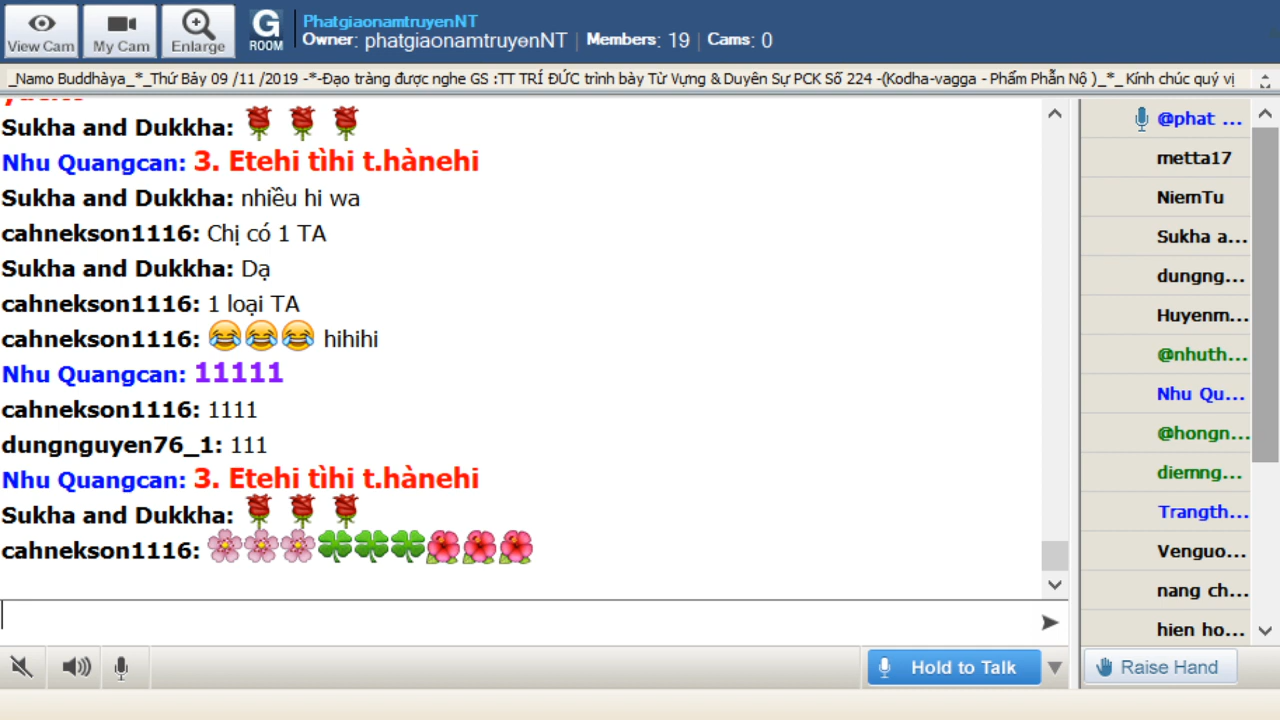 View Cam
My Cam
Enlarge
G
ROOM
PhatgiaonamtruyenNT
Owner: phatgiaonamtruyenNT | Members: 19 | Cams: 0
_Namo Buddhàya_*_Thứ Bảy 09 /11 /2019 -*-Đạo tràng được nghe GS :TT TRÍ ĐỨC trình bày Từ Vựng & Duyên Sự PCK Số 224 -(Kodha-vagga - Phẩm Phẫn Nộ )_*_ Kính chúc quý vị
Sukha and Dukkha: 🌹 🌹 🌹
Nhu Quangcan: 3. Etehi tìhi t.hànehi
Sukha and Dukkha: nhiều hi wa
cahnekson1116: Chị có 1 TA
Sukha and Dukkha: Dạ
cahnekson1116: 1 loại TA
cahnekson1116: 😂😂😂 hihihi
Nhu Quangcan: 11111
cahnekson1116: 1111
dungnguyen76_1: 111
Nhu Quangcan: 3. Etehi tìhi t.hànehi
Sukha and Dukkha: 🌹 🌹 🌹
cahnekson1116: 🌸🌸🌸🍀🍀🍀🌺🌺🌺
@phat ...
metta17
NiemTu
Sukha a...
dungng...
Huyenm...
@nhuth...
Nhu Qu...
@hongn...
diemng...
Trangth...
Venguo...
nang ch...
hien ho...
Hold to Talk
Raise Hand